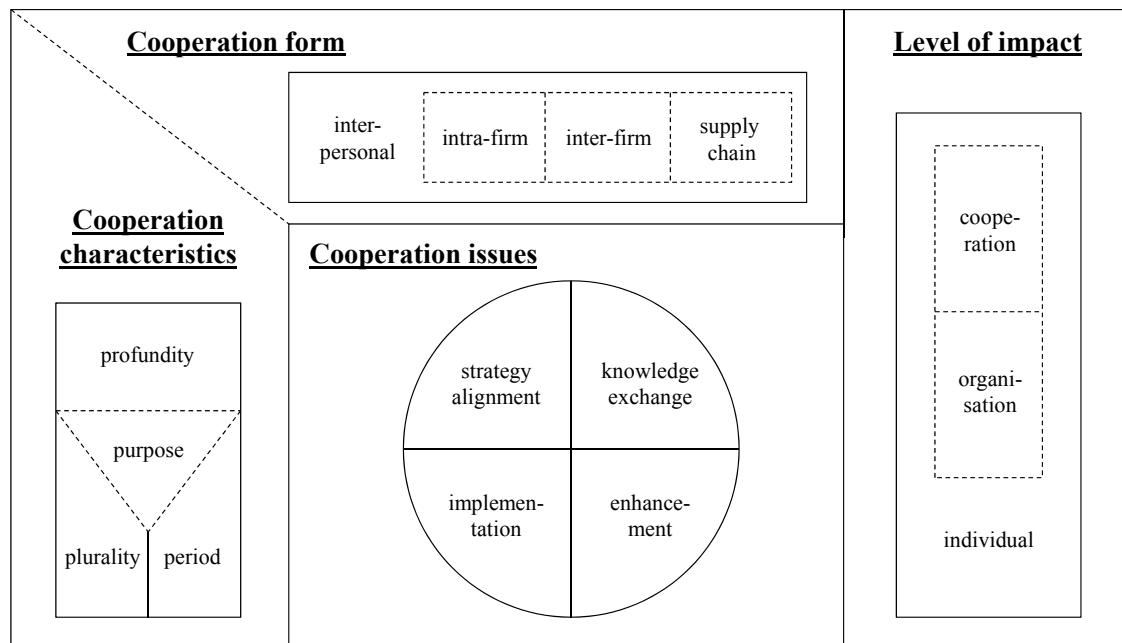 Cooperation form
inter-
personal
intra-firm
inter-firm
supply
chain
Level of impact
coope-
ration
organi-
sation
individual
Cooperation
characteristics
profundity
purpose
plurality
period
Cooperation issues
strategy
alignment
knowledge
exchange
implemen-
tation
enhance-
ment